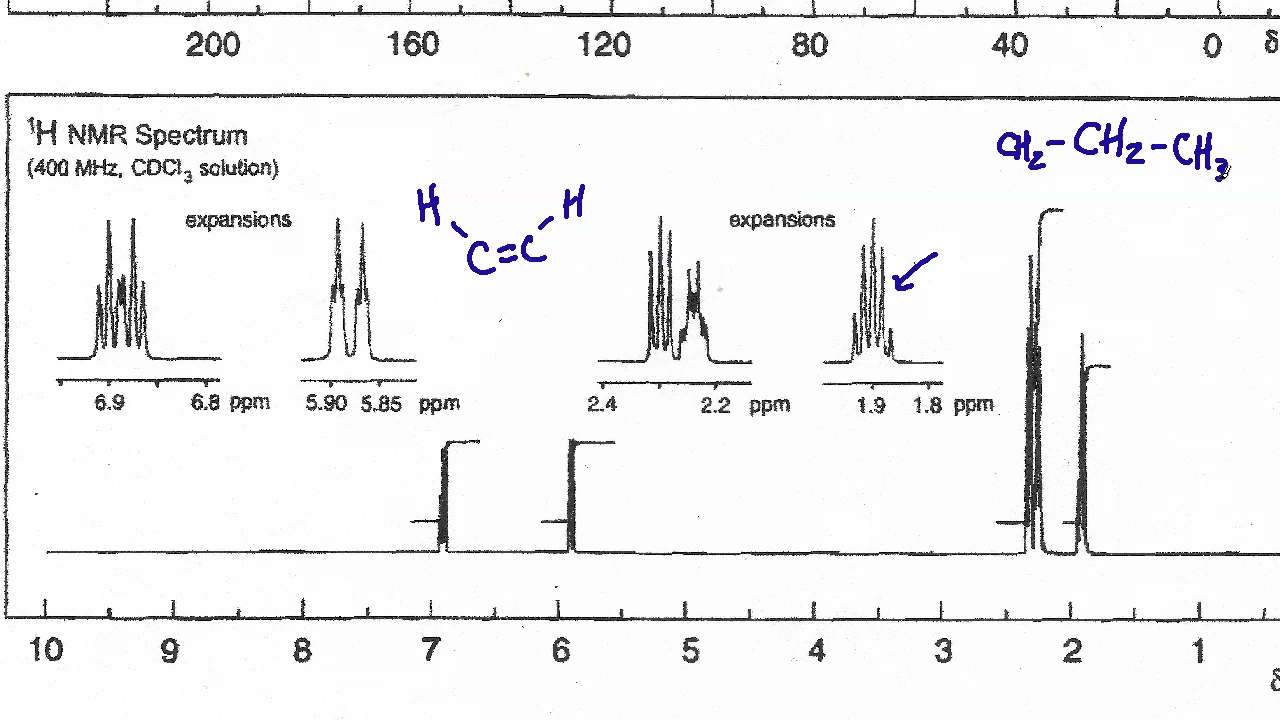 200 160 120 80 40 0 δ
¹H NMR Spectrum
(400 MHz, CDCl₃ solution)
CH₂-CH₂-CH₃
expansions
expansions
H H
C=C
6.9 6.8 ppm
5.90 5.85 ppm
2.4 2.2 ppm
1.9 1.8 ppm
10 9 8 7 6 5 4 3 2 1
δ